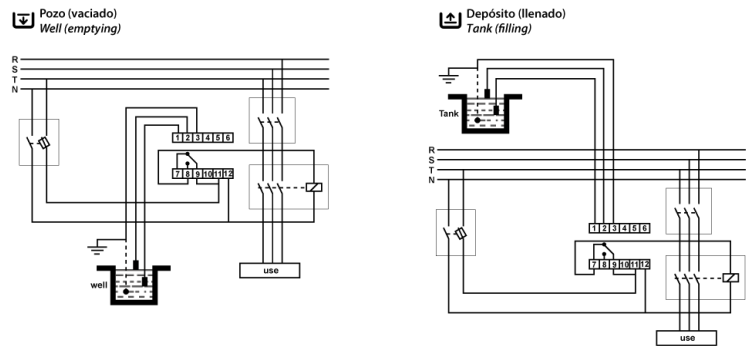 Pozo (vaciado)
Well (emptying)
R
S
T
N
1 2 3 4 5 6
7 8 9 10 11 12
well
use
Depósito (llenado)
Tank (filling)
Tank
R
S
T
N
1 2 3 4 5 6
7 8 9 10 11 12
use